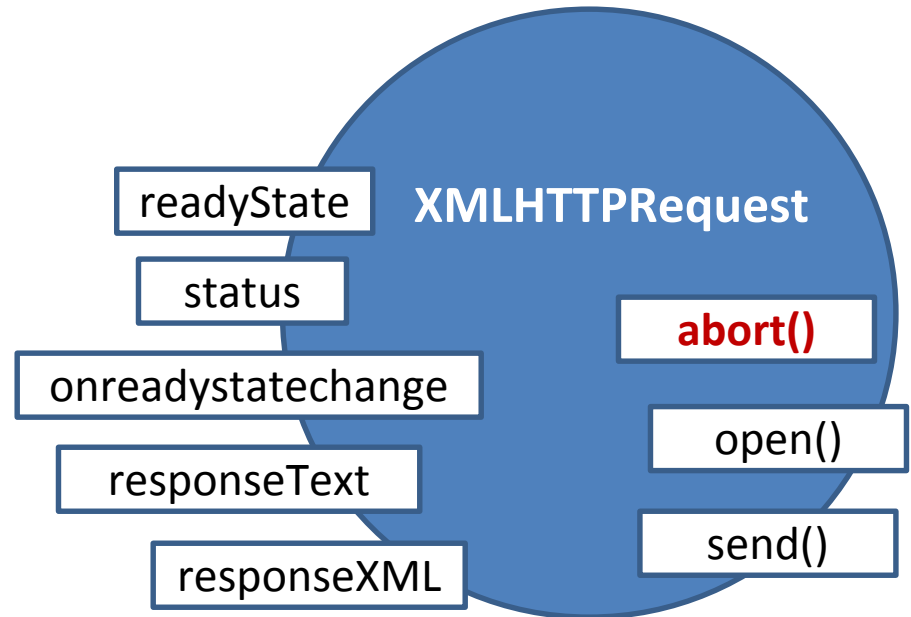 XMLHTTPRequest
readyState
status
onreadystatechange
responseText
responseXML
abort()
open()
send()